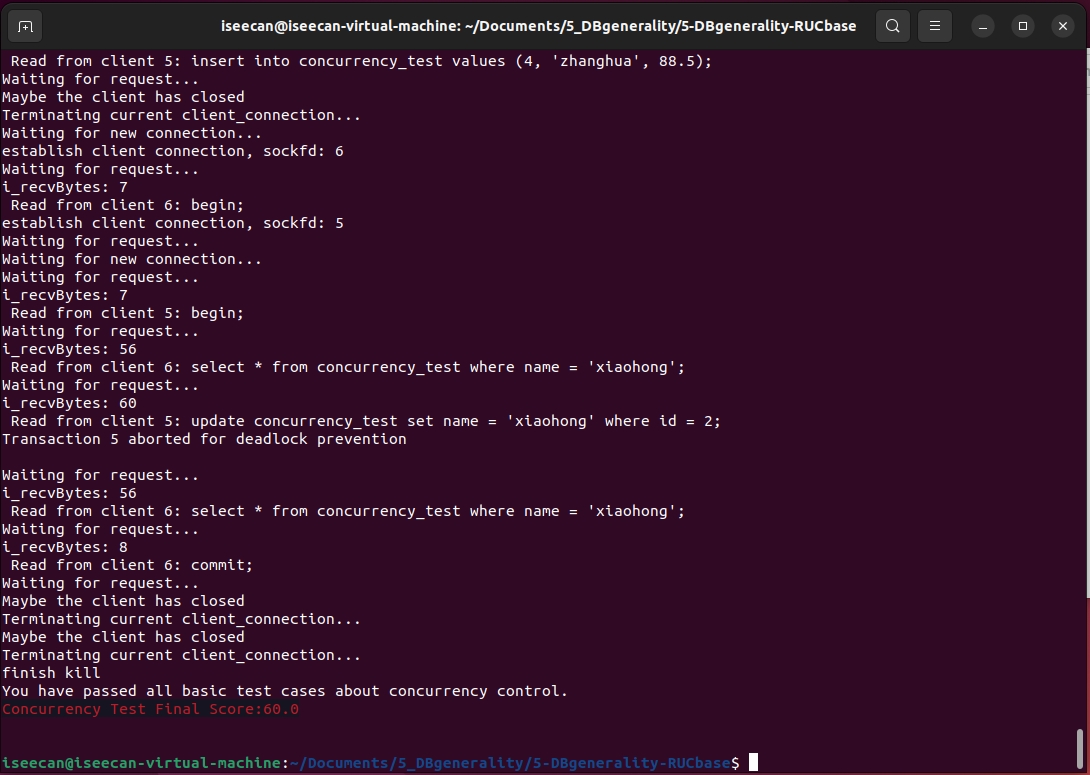 iseecan@iseecan-virtual-machine: ~/Documents/5_DBgenerality/5-DBgenerality-RUCbase
Read from client 5: insert into concurrency_test values (4, 'zhanghua', 88.5);
Waiting for request...
Maybe the client has closed
Terminating current client_connection...
Waiting for new connection...
establish client connection, sockfd: 6
Waiting for request...
i_recvBytes: 7
Read from client 6: begin;
establish client connection, sockfd: 5
Waiting for request...
Waiting for new connection...
Waiting for request...
i_recvBytes: 7
Read from client 5: begin;
Waiting for request...
i_recvBytes: 56
Read from client 6: select * from concurrency_test where name = 'xiaohong';
Waiting for request...
i_recvBytes: 60
Read from client 5: update concurrency_test set name = 'xiaohong' where id = 2;
Transaction 5 aborted for deadlock prevention
Waiting for request...
i_recvBytes: 56
Read from client 6: select * from concurrency_test where name = 'xiaohong';
Waiting for request...
i_recvBytes: 8
Read from client 6: commit;
Waiting for request...
Maybe the client has closed
Terminating current client_connection...
Maybe the client has closed
Terminating current client_connection...
finish kill
You have passed all basic test cases about concurrency control.
Concurrency Test Final Score:60.0
iseecan@iseecan-virtual-machine:~/Documents/5_DBgenerality/5-DBgenerality-RUCbase$